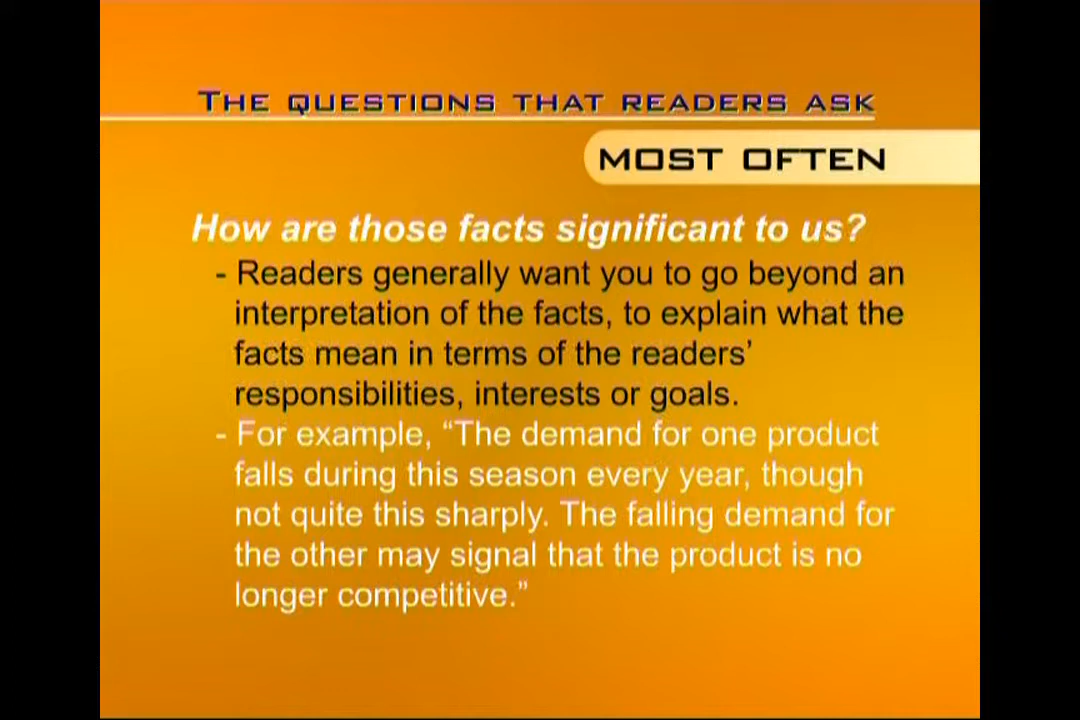 THE QUESTIONS THAT READERS ASK
MOST OFTEN
How are those facts significant to us?
- Readers generally want you to go beyond an
interpretation of the facts, to explain what the
facts mean in terms of the readers’
responsibilities, interests or goals.
- For example, “The demand for one product
falls during this season every year, though
not quite this sharply. The falling demand for
the other may signal that the product is no
longer competitive.”